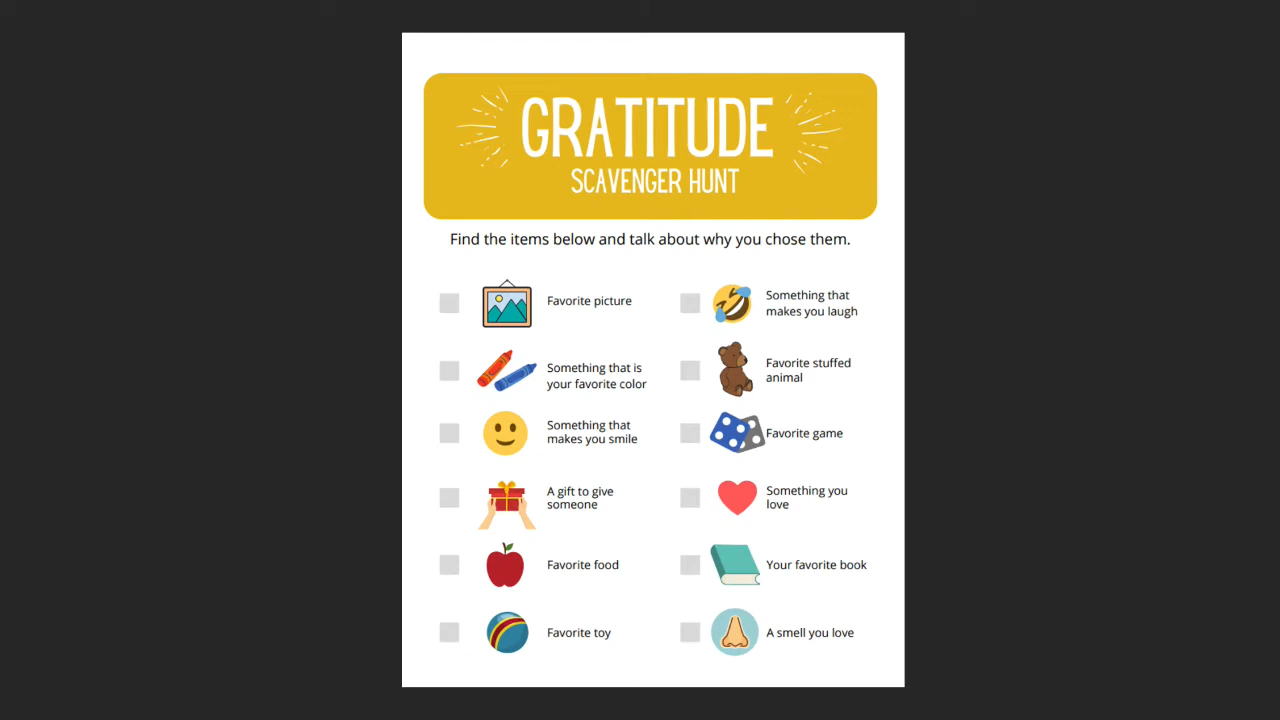 GRATITUDE
SCAVENGER HUNT
Find the items below and talk about why you chose them.
Favorite picture
Something that is
your favorite color
Something that
makes you smile
A gift to give
someone
Favorite food
Favorite toy
Something that
makes you laugh
Favorite stuffed
animal
Favorite game
Something you
love
Your favorite book
A smell you love